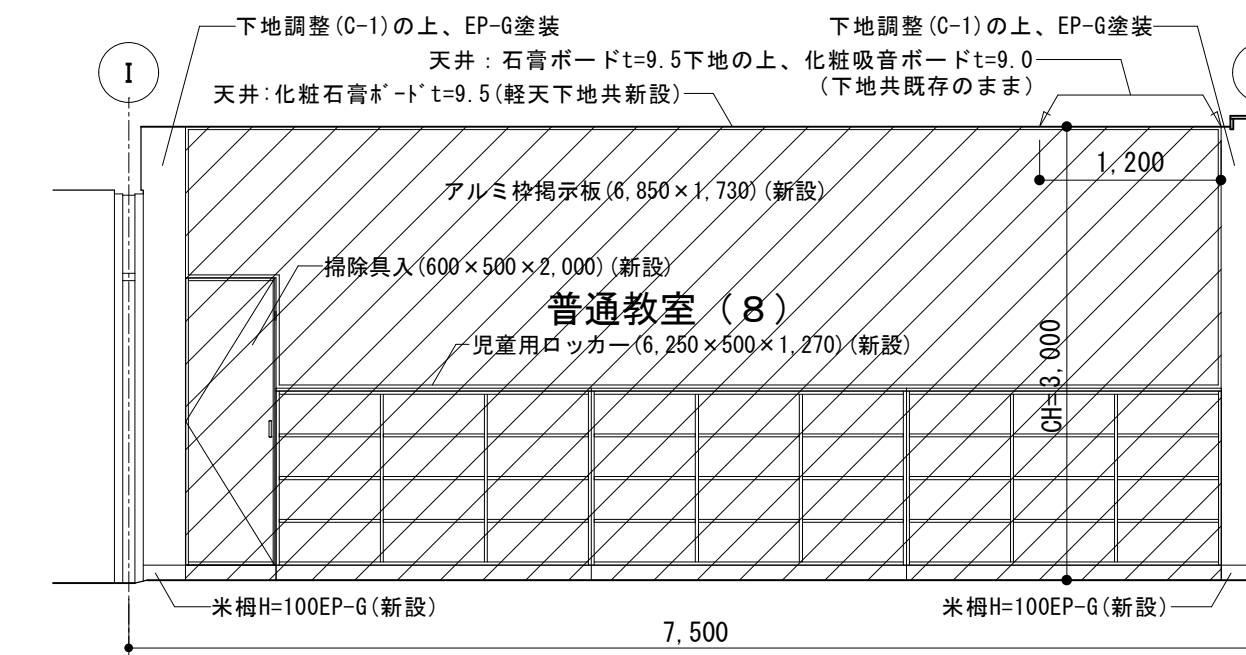 下地調整(C-1)の上、EP-G塗装
下地調整(C-1)の上、EP-G塗装
I
天井：石膏ボードt=9.5下地の上、化粧吸音ボードt=9.0
(下地共既存のまま)
天井:化粧石膏ﾎﾞｰﾄﾞt=9.5(軽天下地共新設)
1,200
アルミ枠掲示板(6,850×1,730)(新設)
掃除具入(600×500×2,000)(新設)
普通教室（８）
児童用ロッカー(6,250×500×1,270)(新設)
CH=3,000
米栂H=100EP-G(新設)
米栂H=100EP-G(新設)
7,500